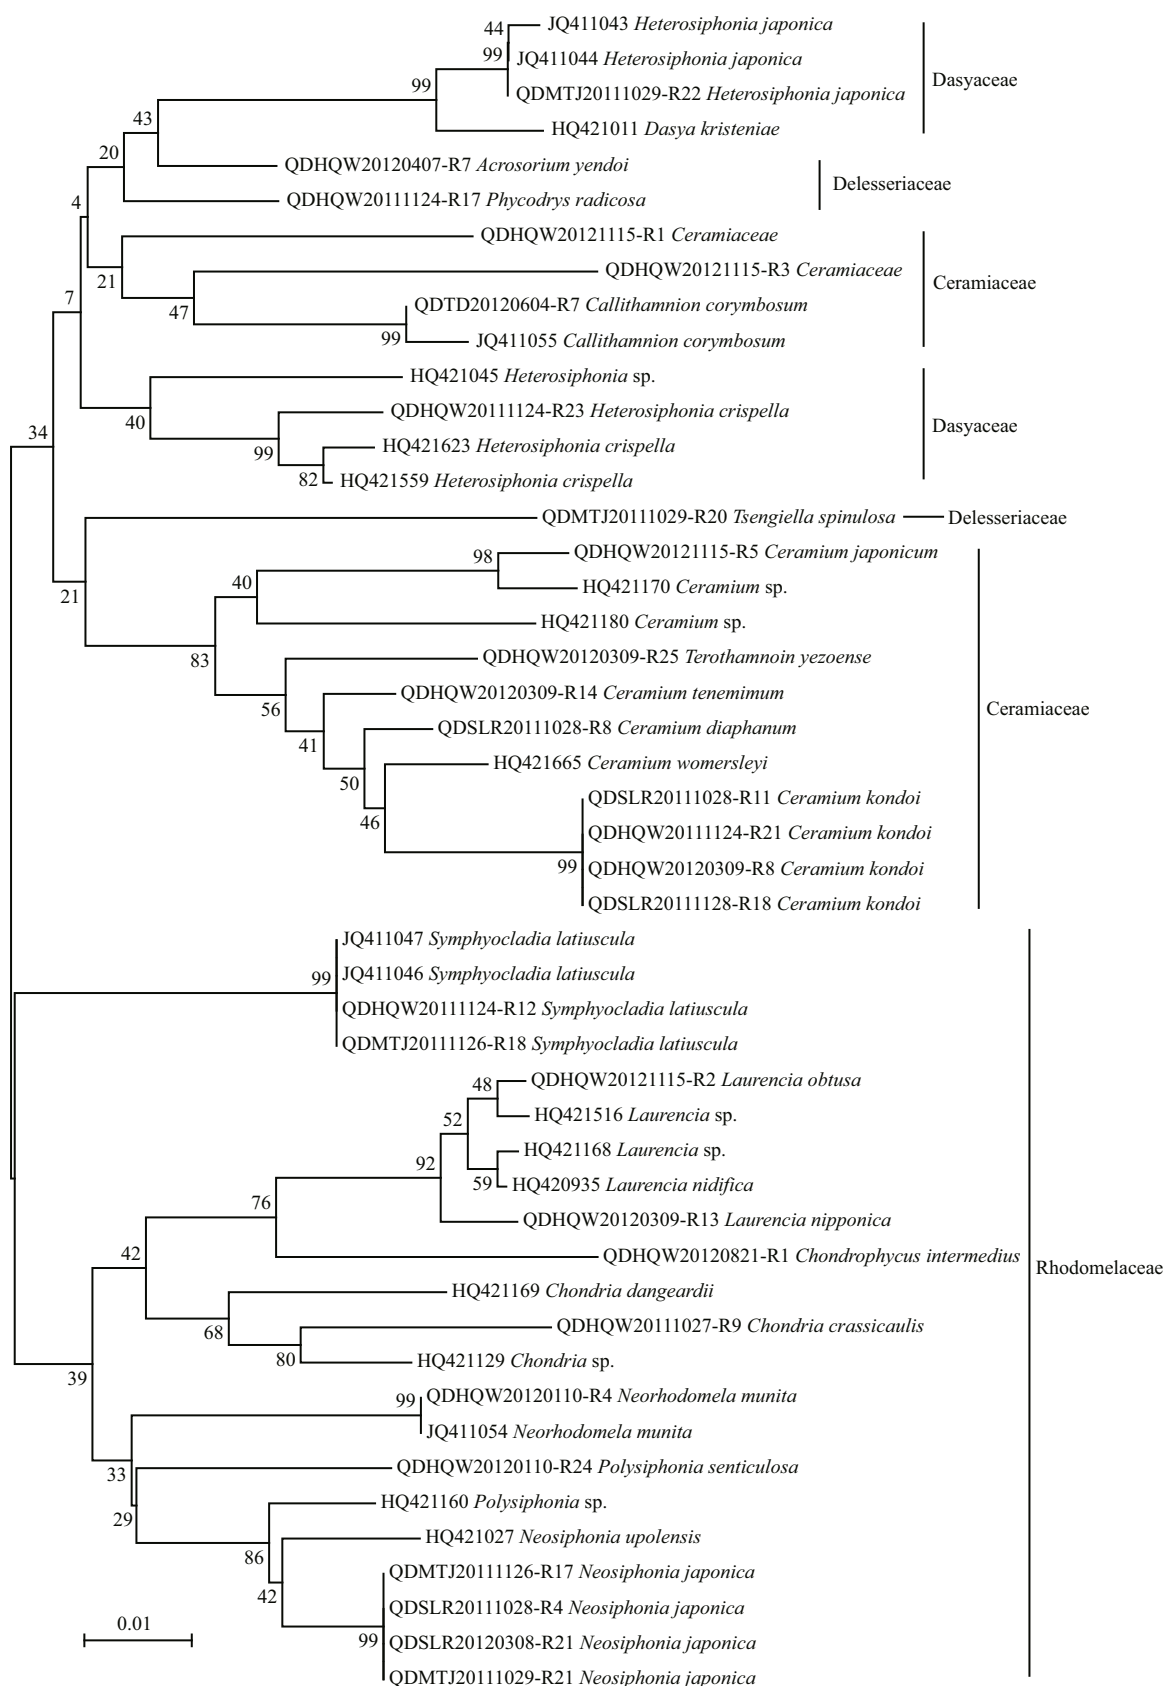 44
JQ411043 Heterosiphonia japonica
99
JQ411044 Heterosiphonia japonica
99
QDMTJ20111029-R22 Heterosiphonia japonica
Dasyaceae
43
HQ421011 Dasya kristeniae
20
QDHQW20120407-R7 Acrosorium yendoi
Delesseriaceae
4
QDHQW20111124-R17 Phycodrys radicosa
QDHQW20121115-R1 Ceramiaceae
21
QDHQW20121115-R3 Ceramiaceae
Ceramiaceae
7
47
QDTD20120604-R7 Callithamnion corymbosum
99
JQ411055 Callithamnion corymbosum
HQ421045 Heterosiphonia sp.
40
QDHQW20111124-R23 Heterosiphonia crispella
Dasyaceae
34
99
HQ421623 Heterosiphonia crispella
82
HQ421559 Heterosiphonia crispella
QDMTJ20111029-R20 Tsengiella spinulosa
Delesseriaceae
98
QDHQW20121115-R5 Ceramium japonicum
21
40
HQ421170 Ceramium sp.
HQ421180 Ceramium sp.
83
QDHQW20120309-R25 Terothamnoin yezoense
56
QDHQW20120309-R14 Ceramium tenemimum
Ceramiaceae
41
QDSLR20111028-R8 Ceramium diaphanum
50
HQ421665 Ceramium womersleyi
46
QDSLR20111028-R11 Ceramium kondoi
QDHQW20111124-R21 Ceramium kondoi
99
QDHQW20120309-R8 Ceramium kondoi
QDSLR20111128-R18 Ceramium kondoi
JQ411047 Symphyocladia latiuscula
99
JQ411046 Symphyocladia latiuscula
QDHQW20111124-R12 Symphyocladia latiuscula
QDMTJ20111126-R18 Symphyocladia latiuscula
48
QDHQW20121115-R2 Laurencia obtusa
52
HQ421516 Laurencia sp.
92
HQ421168 Laurencia sp.
59
HQ420935 Laurencia nidifica
76
QDHQW20120309-R13 Laurencia nipponica
42
QDHQW20120821-R1 Chondrophycus intermedius
Rhodomelaceae
HQ421169 Chondria dangeardii
68
QDHQW20111027-R9 Chondria crassicaulis
80
HQ421129 Chondria sp.
39
99
QDHQW20120110-R4 Neorhodomela munita
JQ411054 Neorhodomela munita
33
QDHQW20120110-R24 Polysiphonia senticulosa
29
HQ421160 Polysiphonia sp.
86
HQ421027 Neosiphonia upolensis
42
QDMTJ20111126-R17 Neosiphonia japonica
QDSLR20111028-R4 Neosiphonia japonica
0.01
99
QDSLR20120308-R21 Neosiphonia japonica
QDMTJ20111029-R21 Neosiphonia japonica